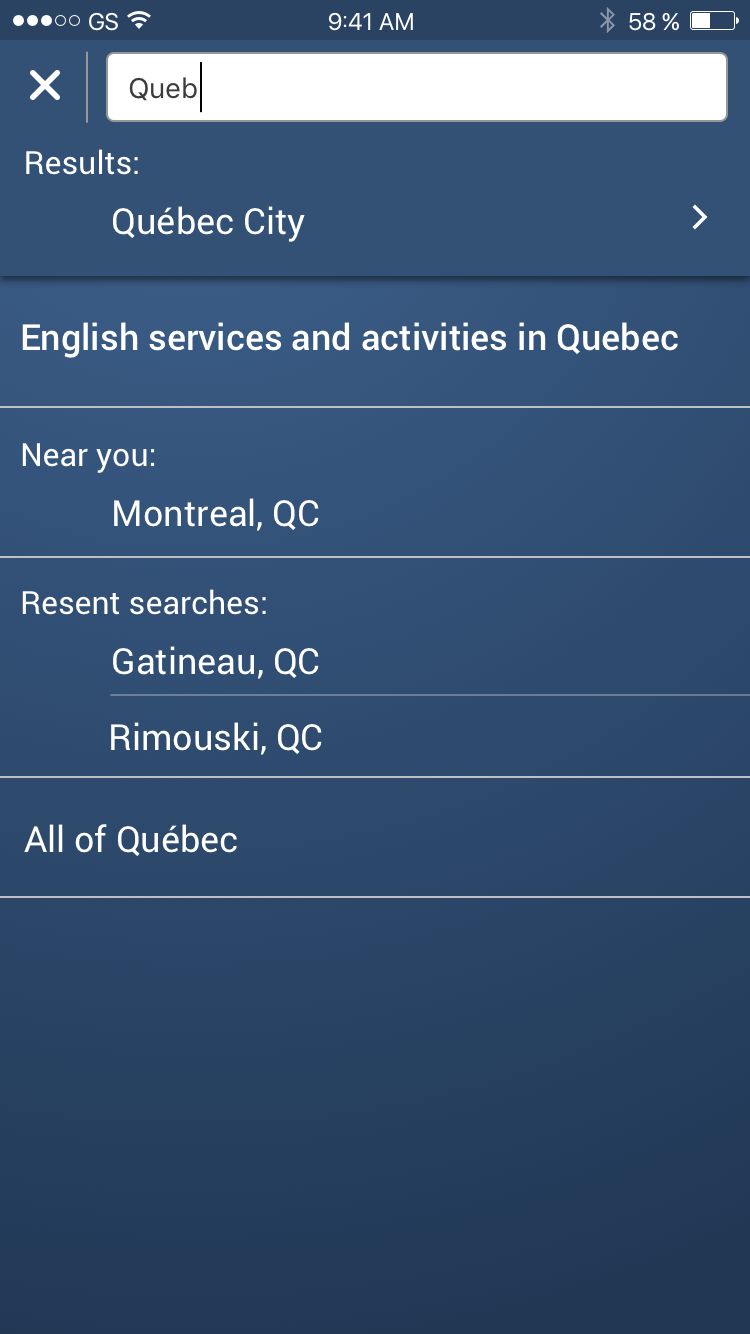 GS 9:41 AM 58 %
Queb
Results:
Québec City
English services and activities in Quebec
Near you:
Montreal, QC
Resent searches:
Gatineau, QC
Rimouski, QC
All of Québec